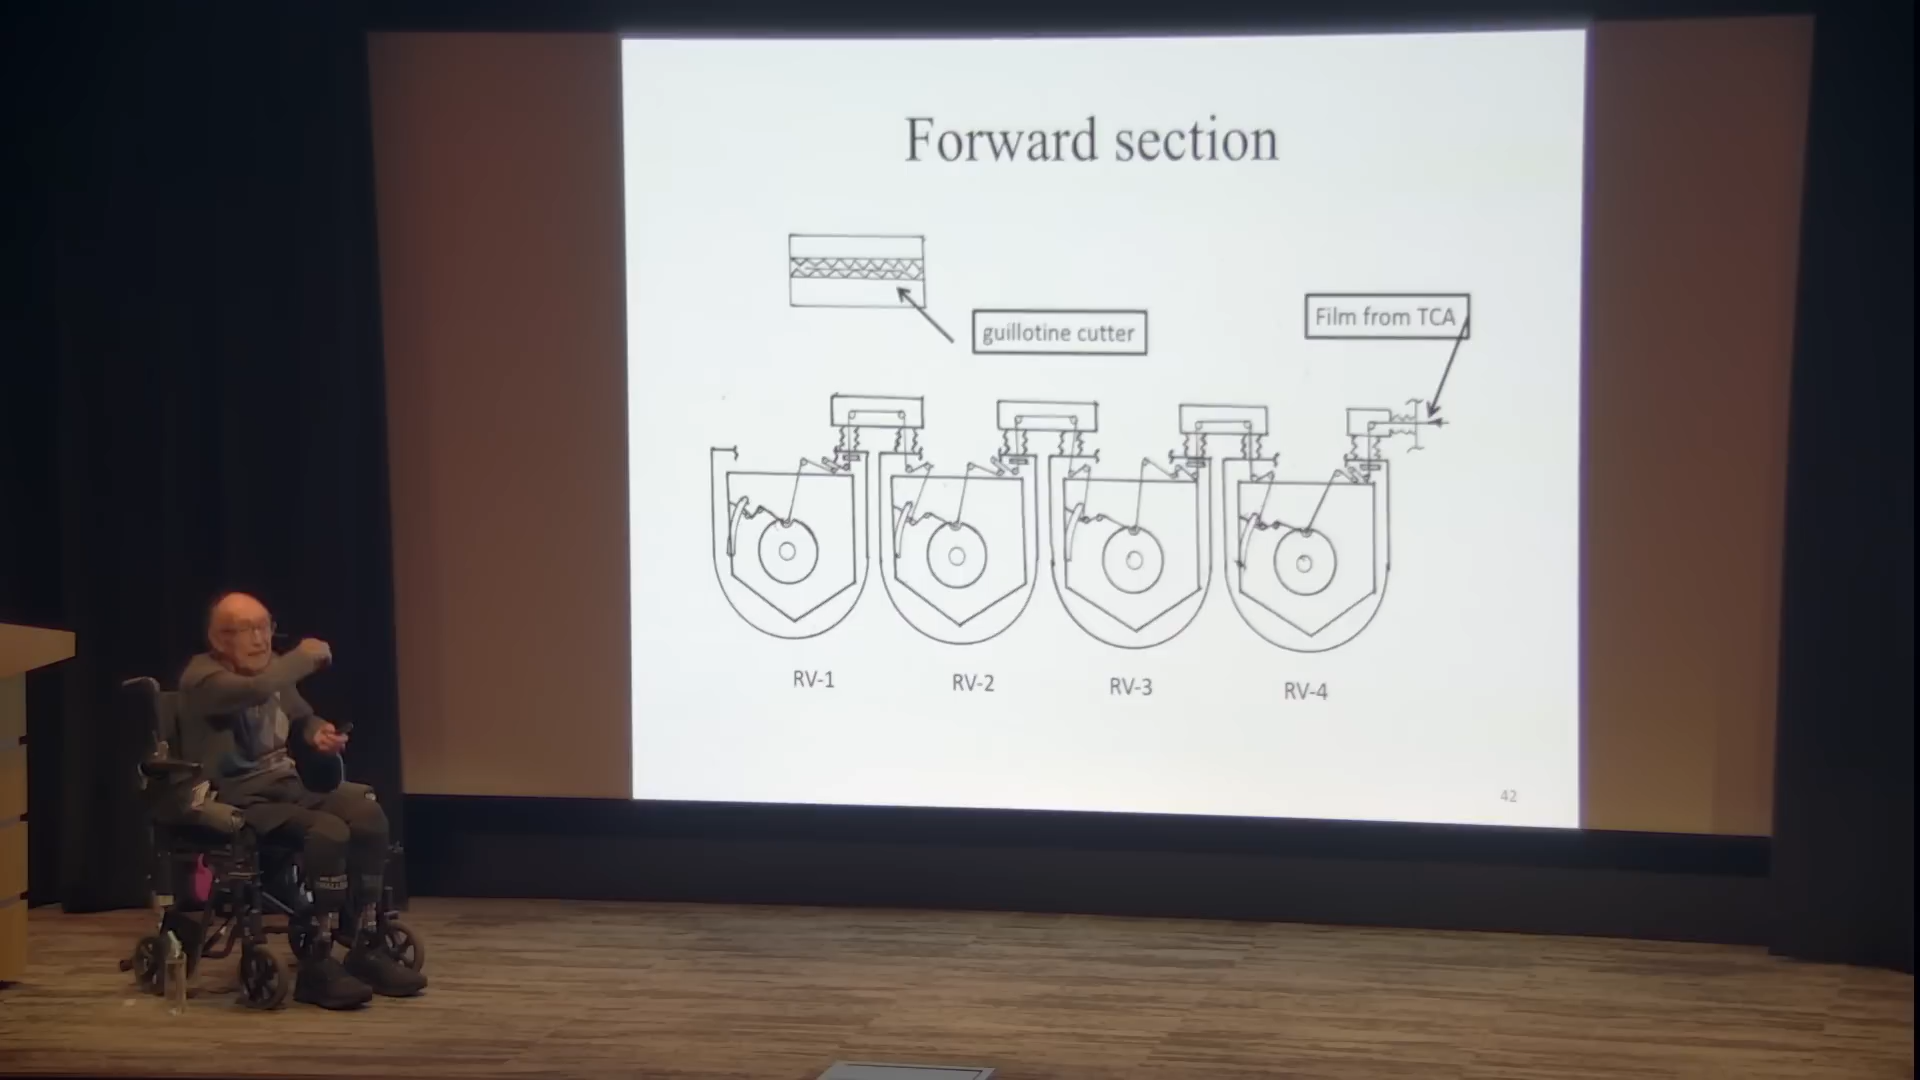 Forward section
guillotine cutter
Film from TCA
RV-1
RV-2
RV-3
RV-4
42